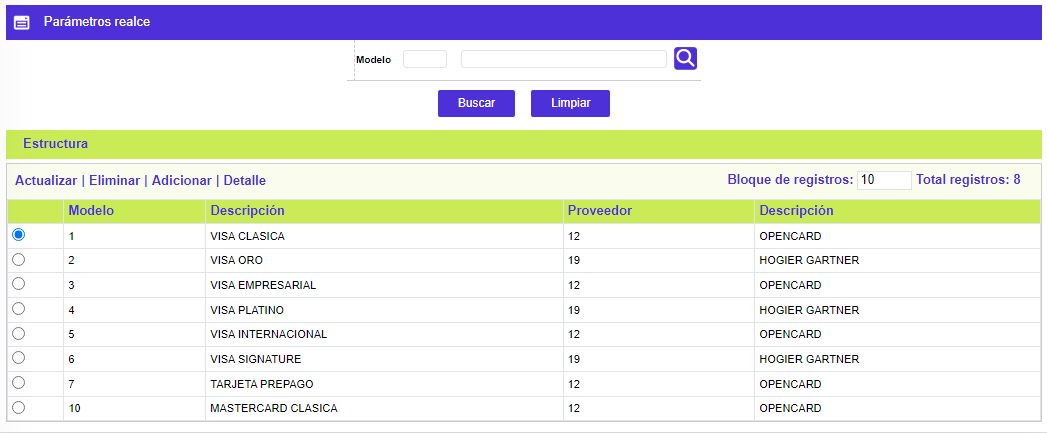 Parámetros realce
Modelo
Buscar Limpiar
Estructura
Actualizar | Eliminar | Adicionar | Detalle Bloque de registros: 10 Total registros: 8
Modelo Descripción Proveedor Descripción
1 VISA CLASICA 12 OPENCARD
2 VISA ORO 19 HOGIER GARTNER
3 VISA EMPRESARIAL 12 OPENCARD
4 VISA PLATINO 19 HOGIER GARTNER
5 VISA INTERNACIONAL 12 OPENCARD
6 VISA SIGNATURE 19 HOGIER GARTNER
7 TARJETA PREPAGO 12 OPENCARD
10 MASTERCARD CLASICA 12 OPENCARD